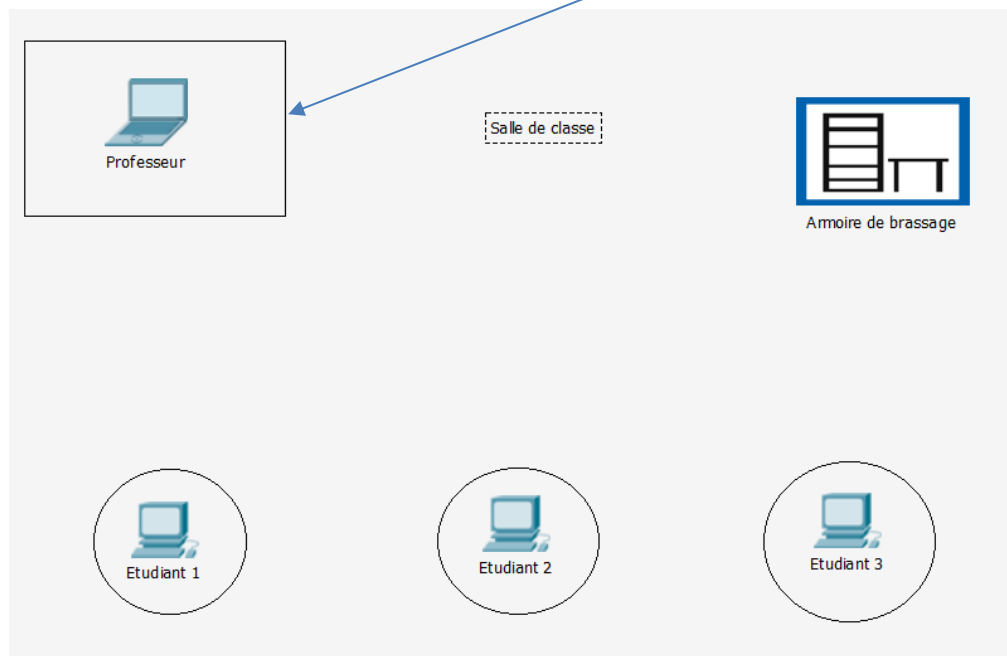 Salle de classe
Professeur
Armoire de brassage
Etudiant 1
Etudiant 2
Etudiant 3